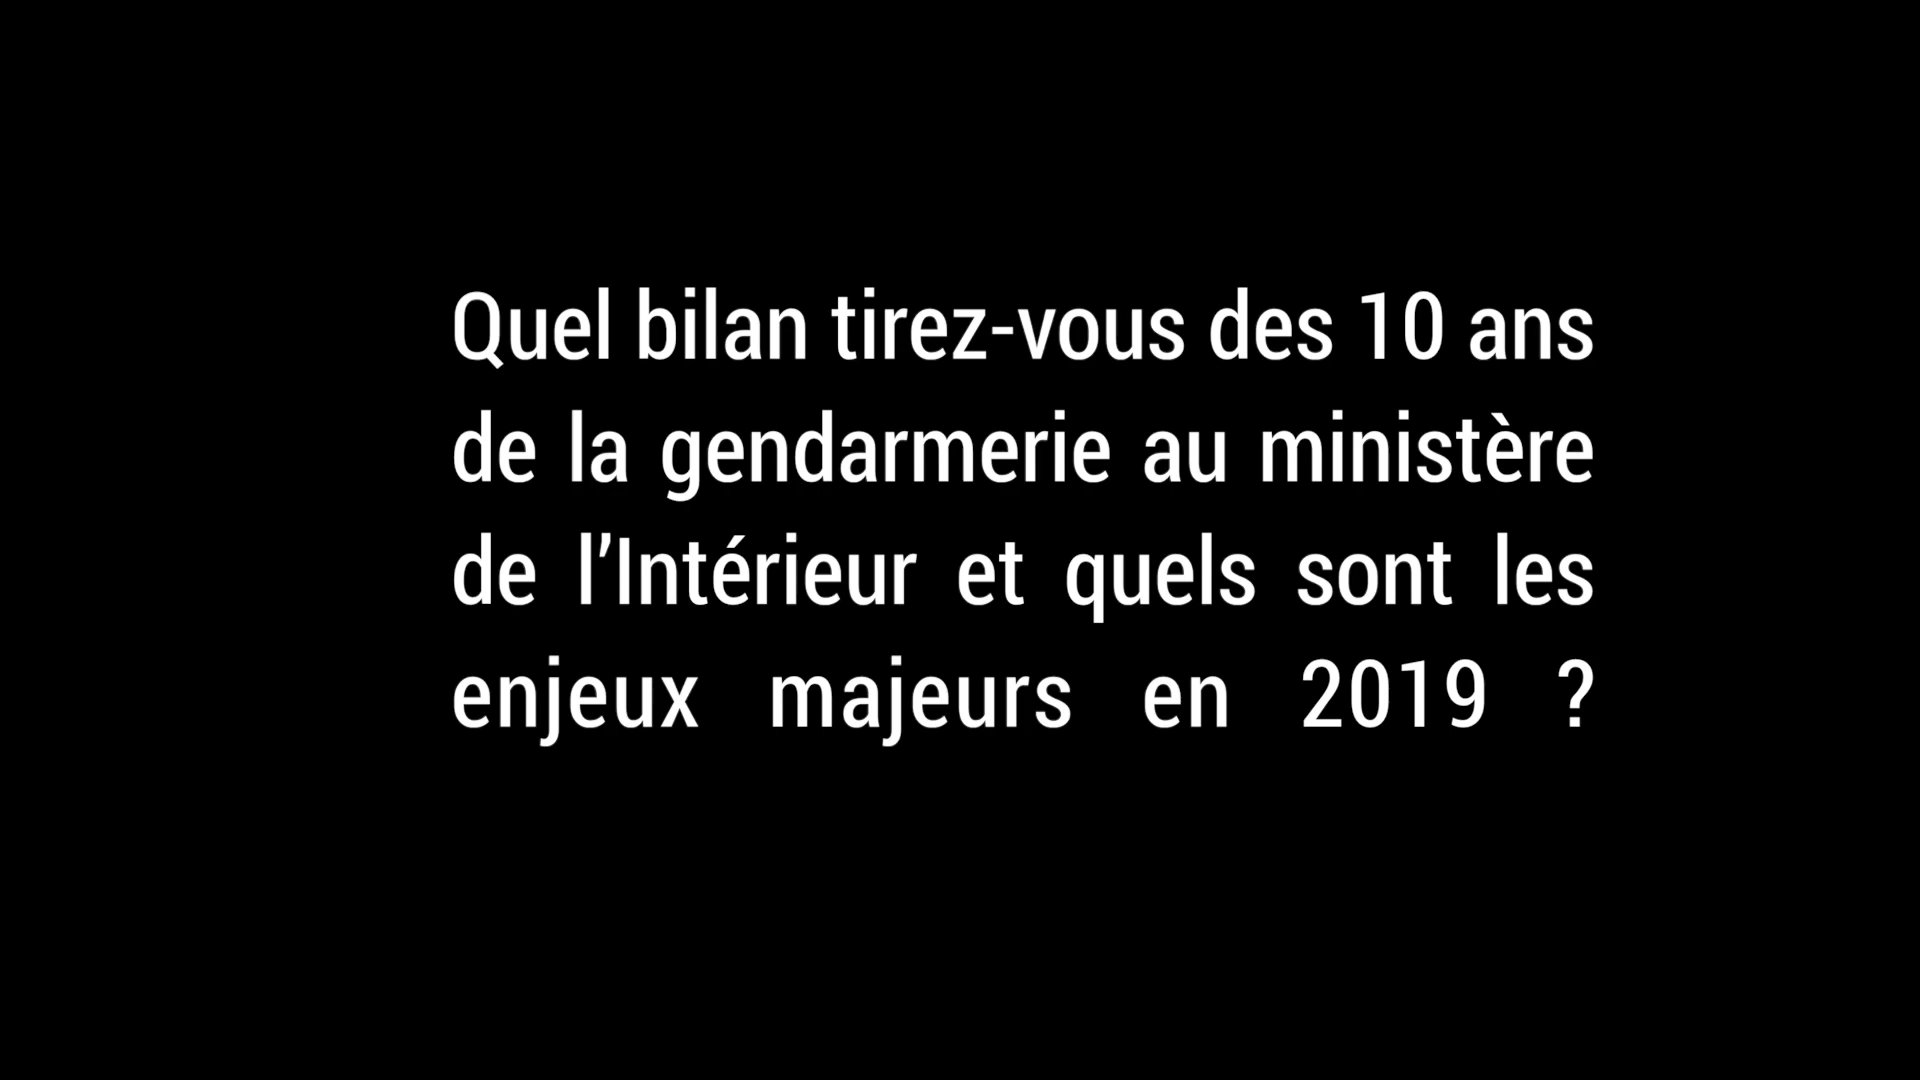 Quel bilan tirez-vous des 10 ans
de la gendarmerie au ministère
de l’Intérieur et quels sont les
enjeux majeurs en 2019 ?